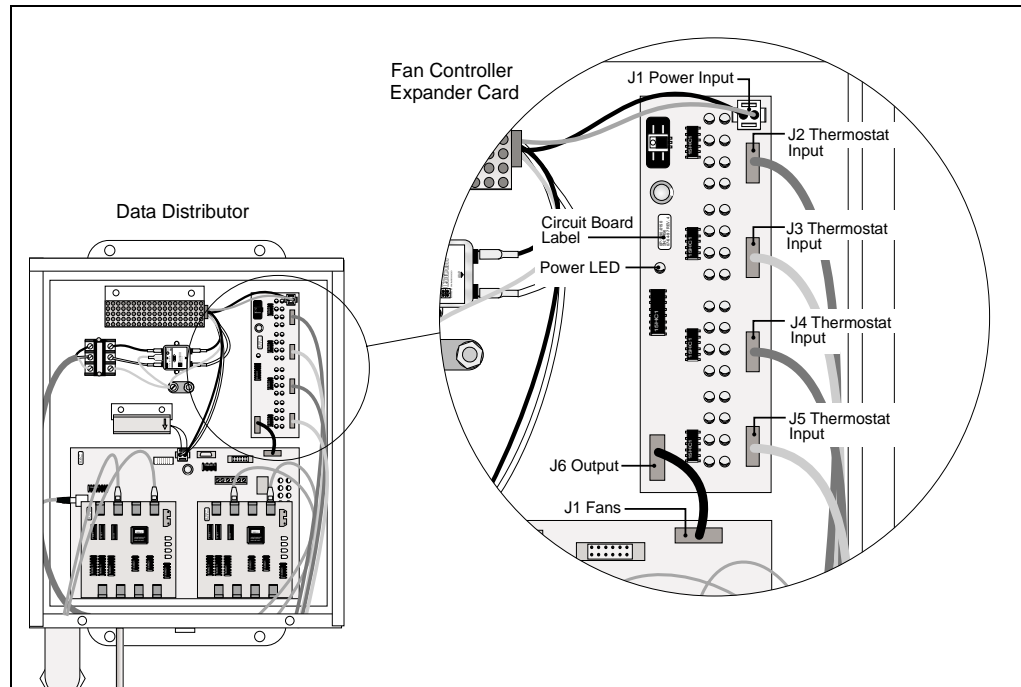 Fan Controller
Expander Card
J1 Power Input
J2 Thermostat
Input
Data Distributor
Circuit Board
Label
J3 Thermostat
Input
Power LED
J4 Thermostat
Input
J5 Thermostat
Input
J6 Output
J1 Fans